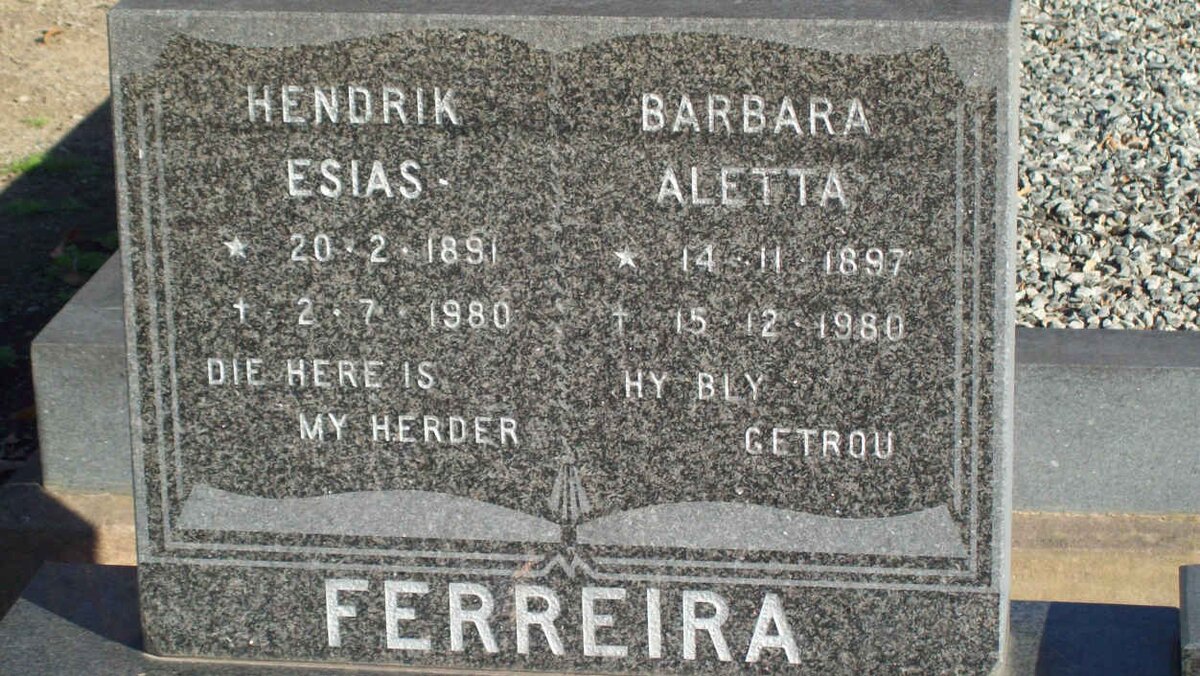 HENDRIK
ESIAS
★ 20·2·1891
† 2·7·1980
DIE HERE IS
MY HERDER
BARBARA
ALETTA
★ 14·11·1897
† 15·12·1980
HY BLY
GETROU
FERREIRA